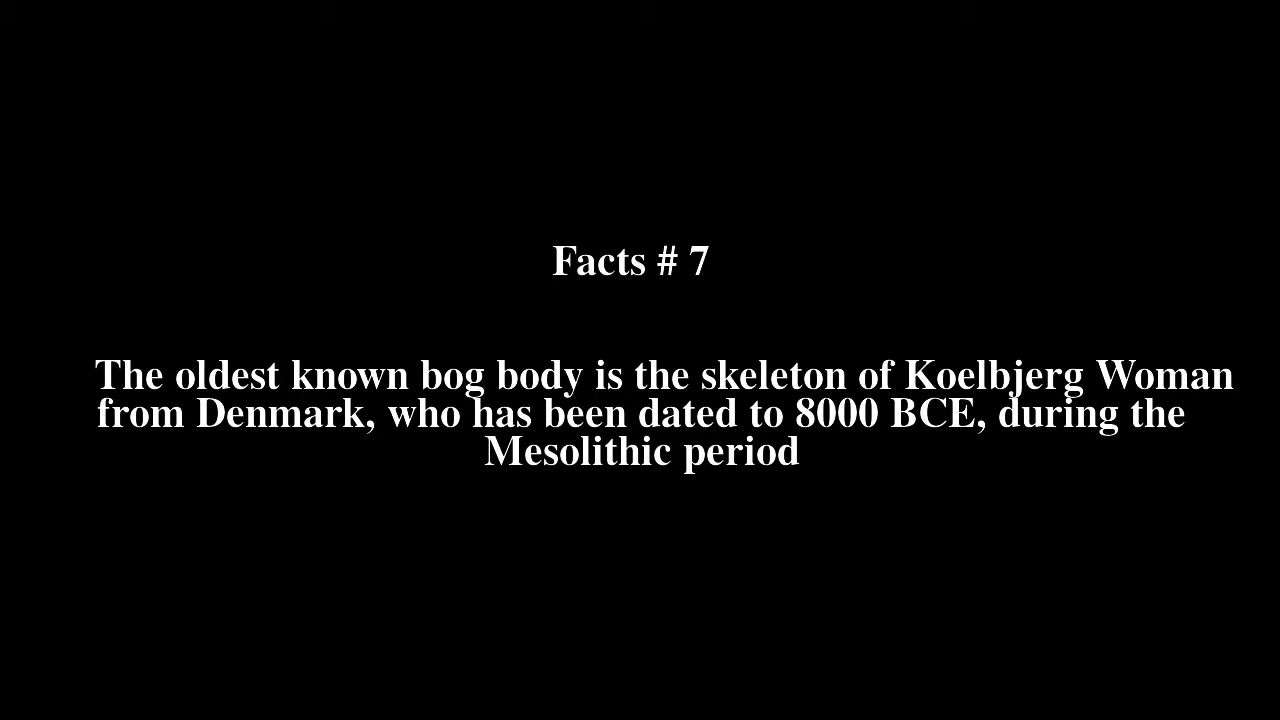 Facts # 7
The oldest known bog body is the skeleton of Koelbjerg Woman
from Denmark, who has been dated to 8000 BCE, during the
Mesolithic period